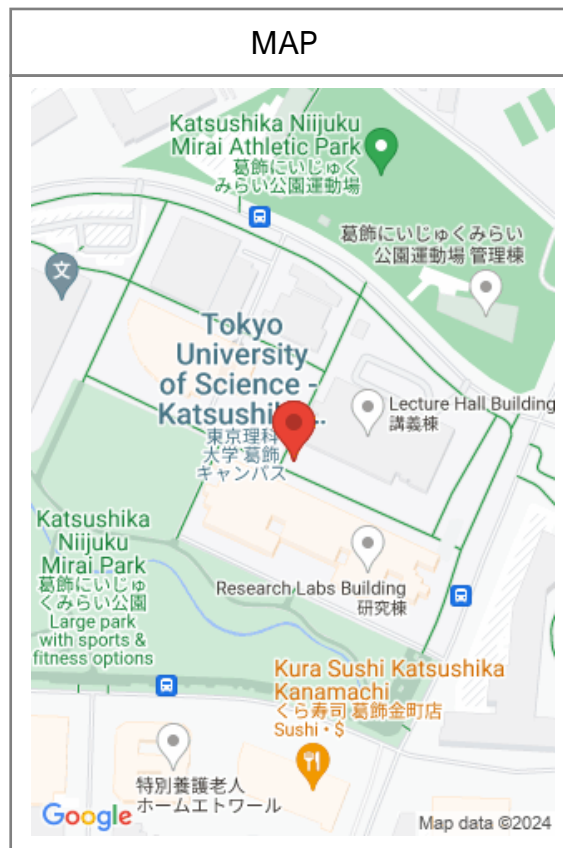 MAP
Katsushika Niijuku
Mirai Athletic Park
葛飾にいじゅく
みらい公園運動場
葛飾にいじゅくみらい
公園運動場 管理棟
文
Tokyo
University
of Science -
Katsushika...
東京理科
大学 葛飾
キャンパス
Lecture Hall Building
講義棟
Katsushika
Niijuku
Mirai Park
葛飾にいじゅ
くみらい公園
Large park
with sports &
fitness options
Research Labs Building
研究棟
Kura Sushi Katsushika
Kanamachi
くら寿司 葛飾金町店
Sushi • $
特別養護老人
ホームエトワール
Google
Map data ©2024